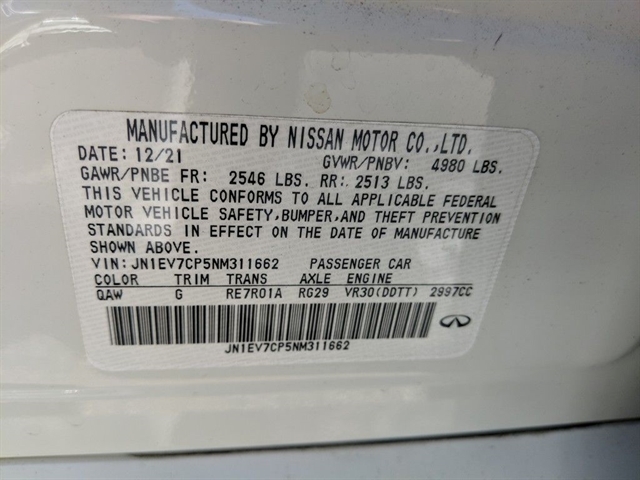 MANUFACTURED BY NISSAN MOTOR CO.,LTD.
DATE: 12/21 GVWR/PNBV: 4980 LBS.
GAWR/PNBE FR: 2546 LBS. RR: 2513 LBS.
THIS VEHICLE CONFORMS TO ALL APPLICABLE FEDERAL
MOTOR VEHICLE SAFETY,BUMPER,AND THEFT PREVENTION
STANDARDS IN EFFECT ON THE DATE OF MANUFACTURE
SHOWN ABOVE.
VIN: JN1EV7CP5NM311662 PASSENGER CAR
COLOR TRIM TRANS AXLE ENGINE
QAW G RE7R01A RG29 VR30(DDTT) 2997CC
JN1EV7CP5NM311662